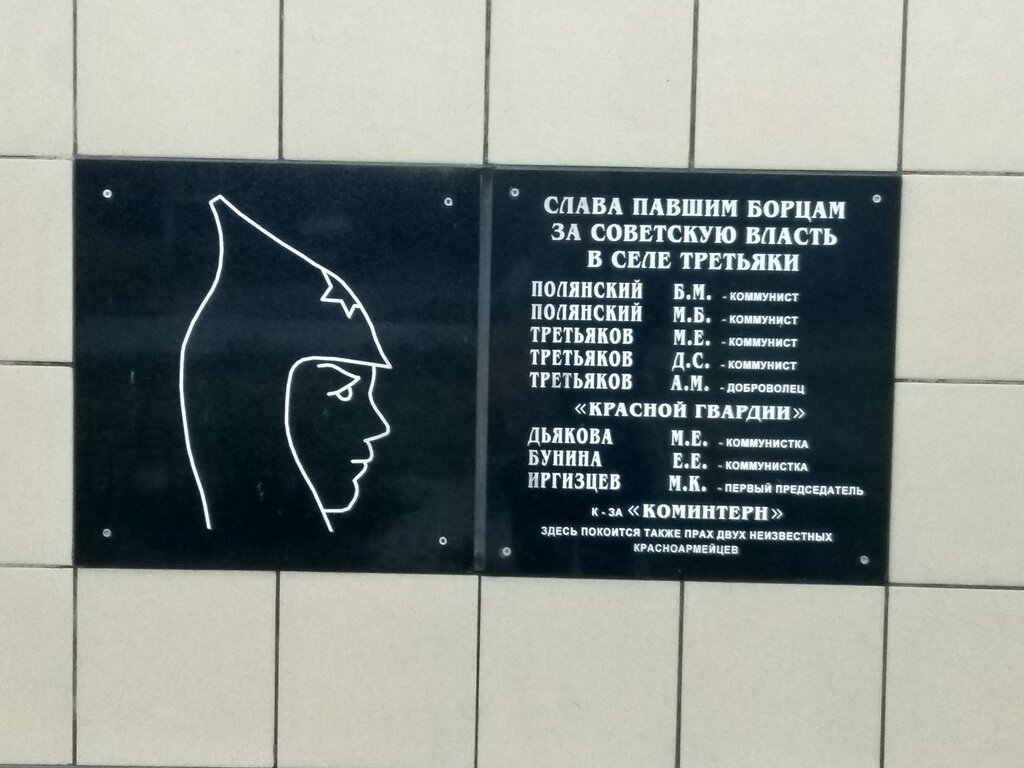 СЛАВА ПАВШИМ БОРЦАМ
ЗА СОВЕТСКУЮ ВЛАСТЬ
В СЕЛЕ ТРЕТЬЯКИ
ПОЛЯНСКИЙ Б.М. - КОММУНИСТ
ПОЛЯНСКИЙ М.Б. - КОММУНИСТ
ТРЕТЬЯКОВ М.Е. - КОММУНИСТ
ТРЕТЬЯКОВ Д.С. - КОММУНИСТ
ТРЕТЬЯКОВ А.М. - ДОБРОВОЛЕЦ
«КРАСНОЙ ГВАРДИИ»
ДЬЯКОВА М.Е. - КОММУНИСТКА
БУНИНА Е.Е. - КОММУНИСТКА
ИРГИЗЦЕВ М.К. - ПЕРВЫЙ ПРЕДСЕДАТЕЛЬ
К - ЗА «КОМИНТЕРН»
ЗДЕСЬ ПОКОИТСЯ ТАКЖЕ ПРАХ ДВУХ НЕИЗВЕСТНЫХ
КРАСНОАРМЕЙЦЕВ